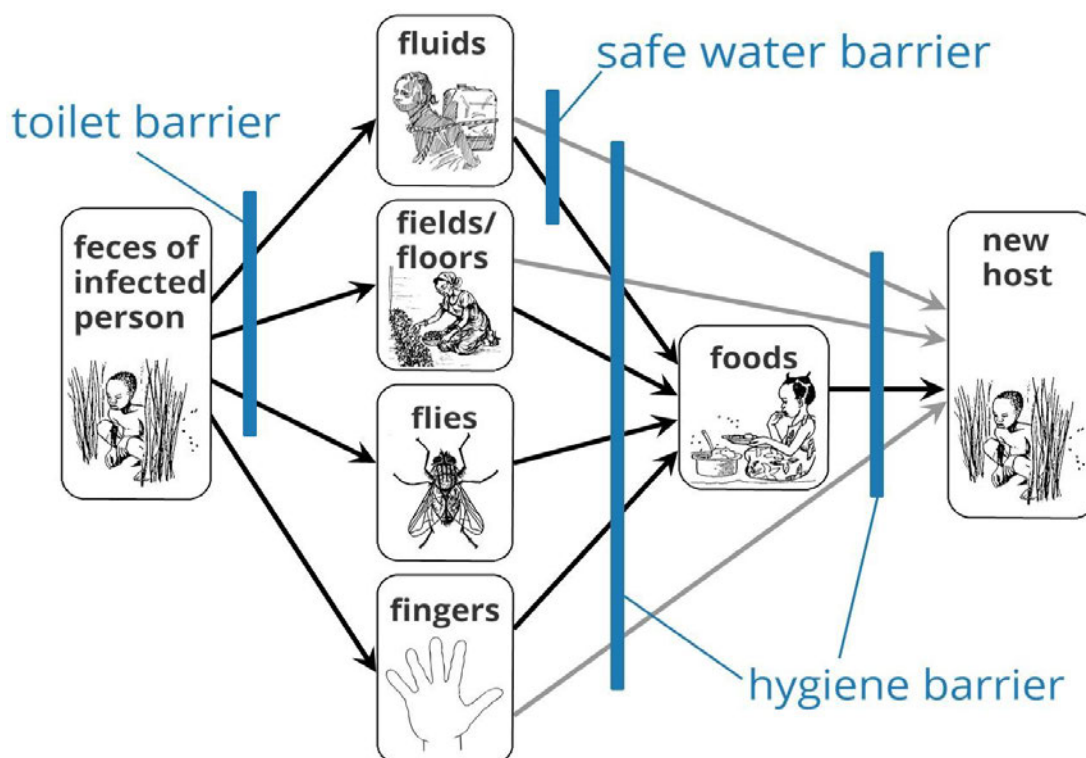 toilet barrier
safe water barrier
feces of
infected
person
fluids
fields/
floors
flies
fingers
foods
new
host
hygiene barrier